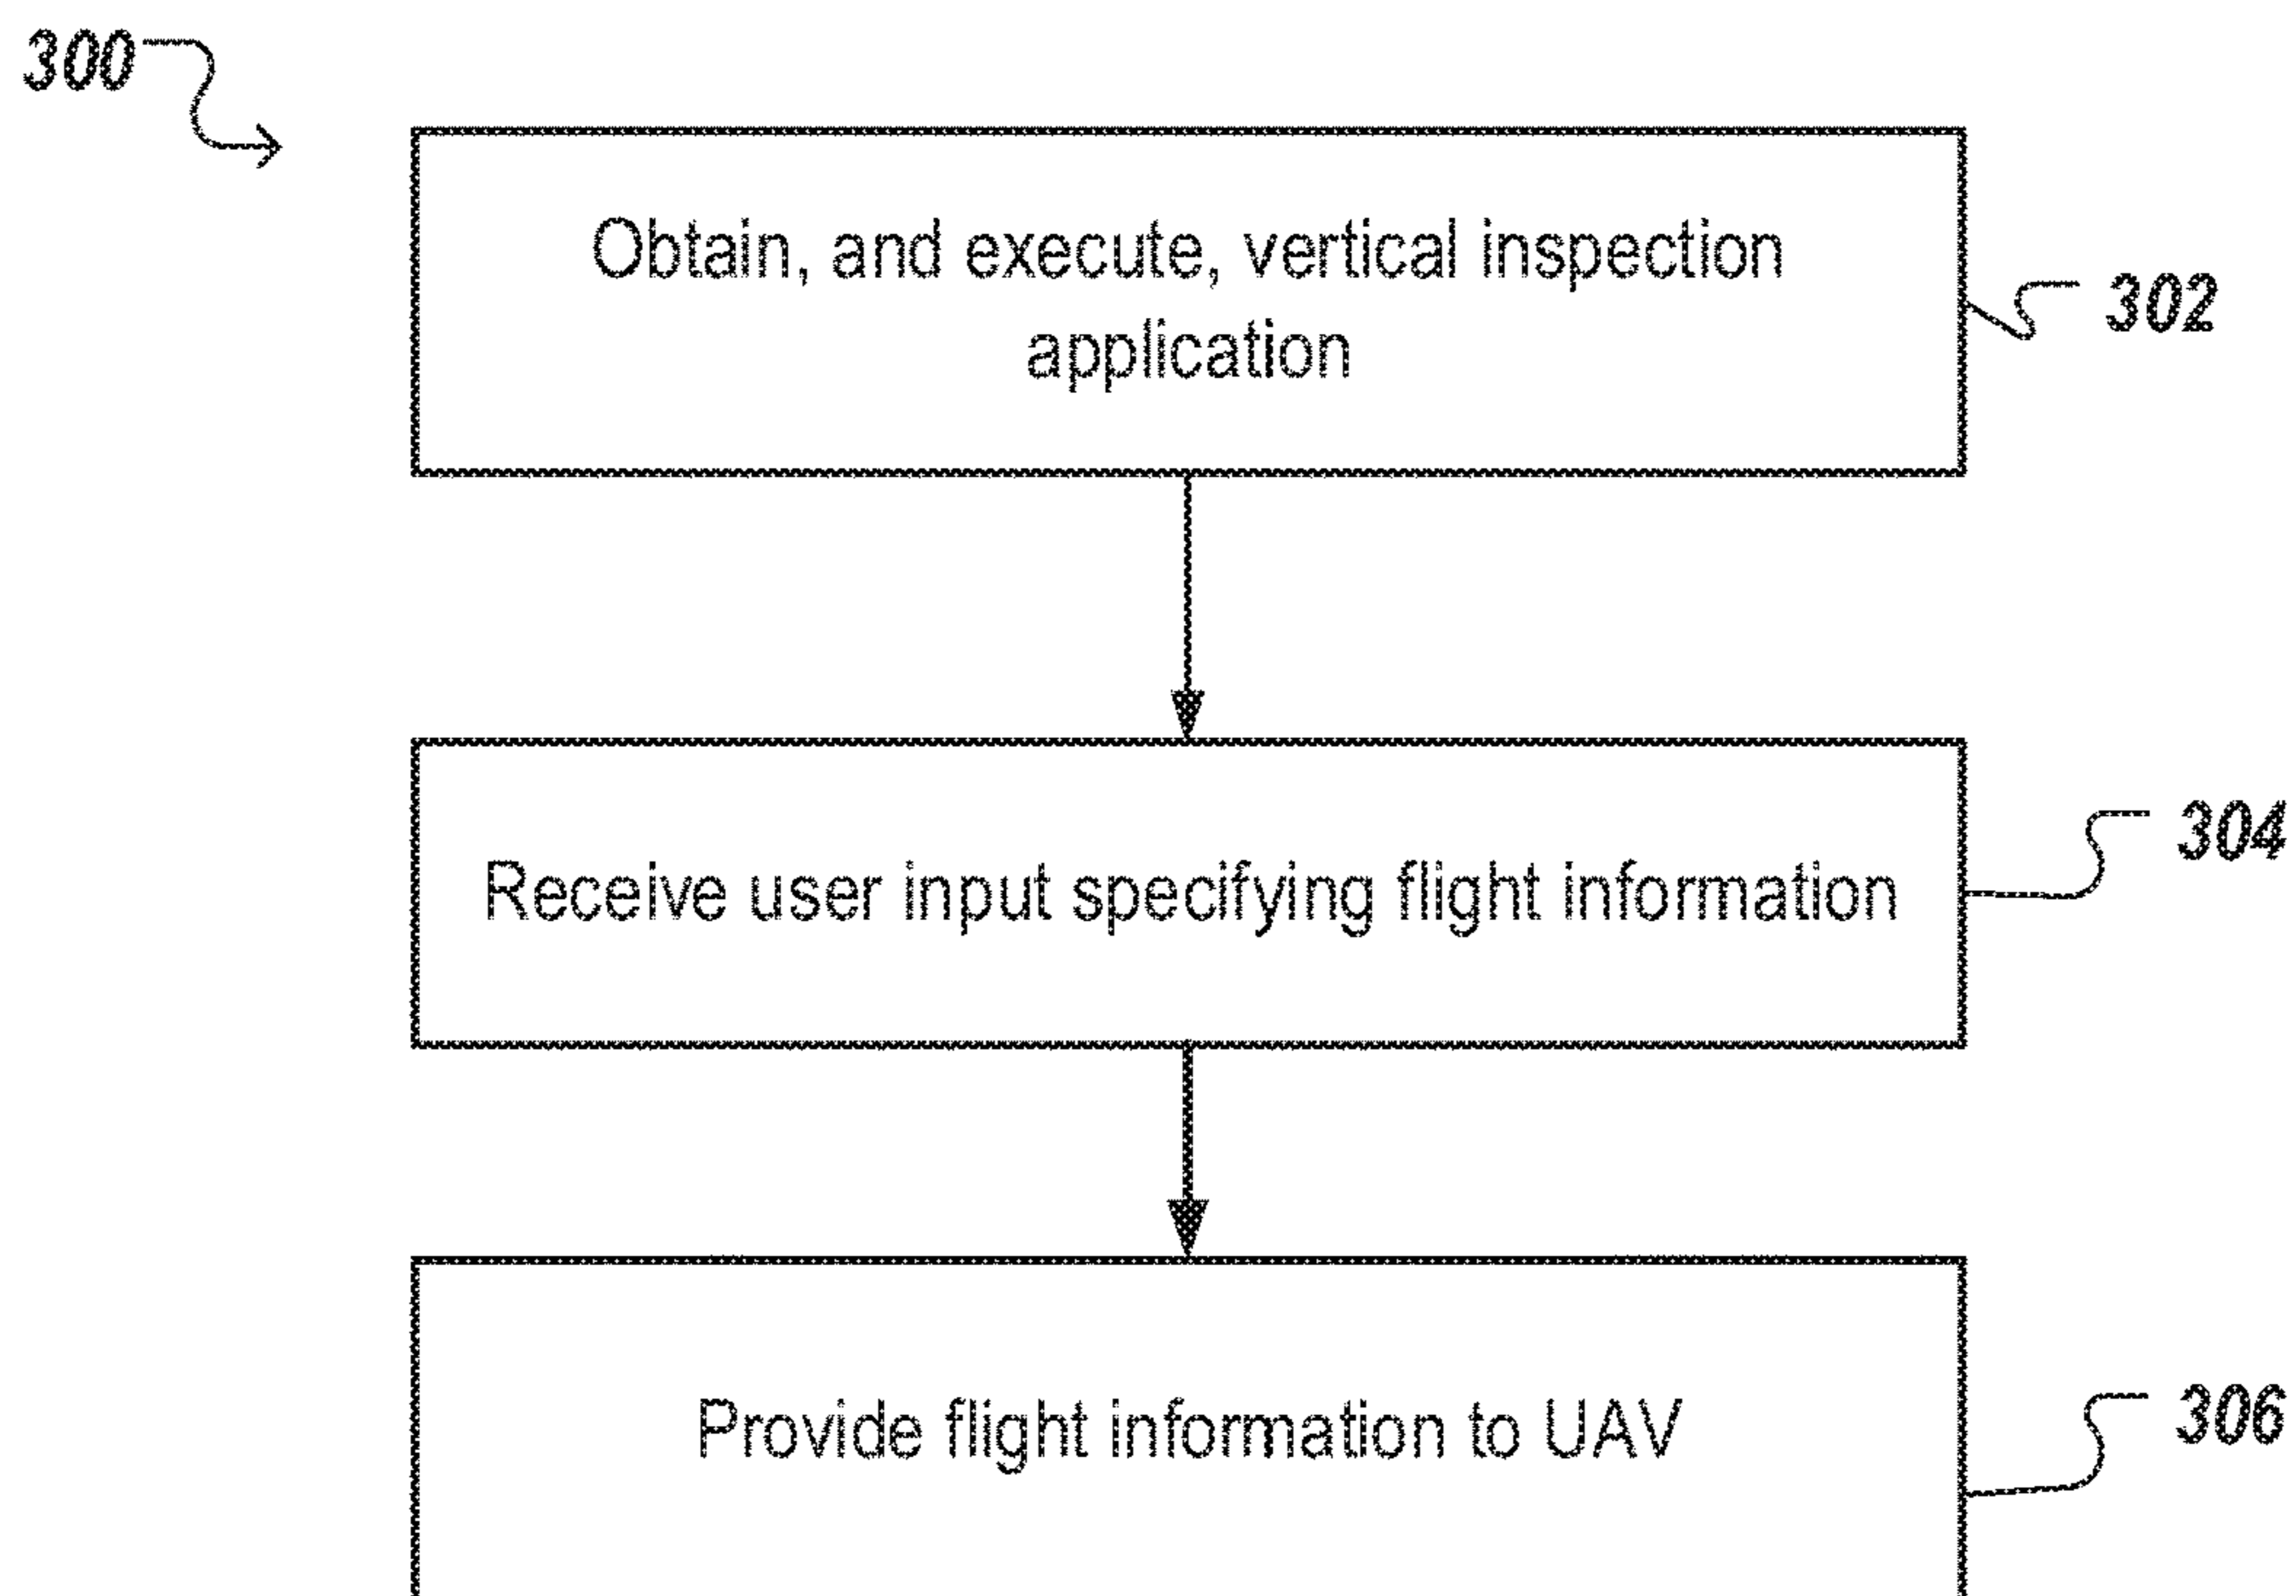 300
Obtain, and execute, vertical inspection
application
302
Receive user input specifying flight information
304
Provide flight information to UAV
306